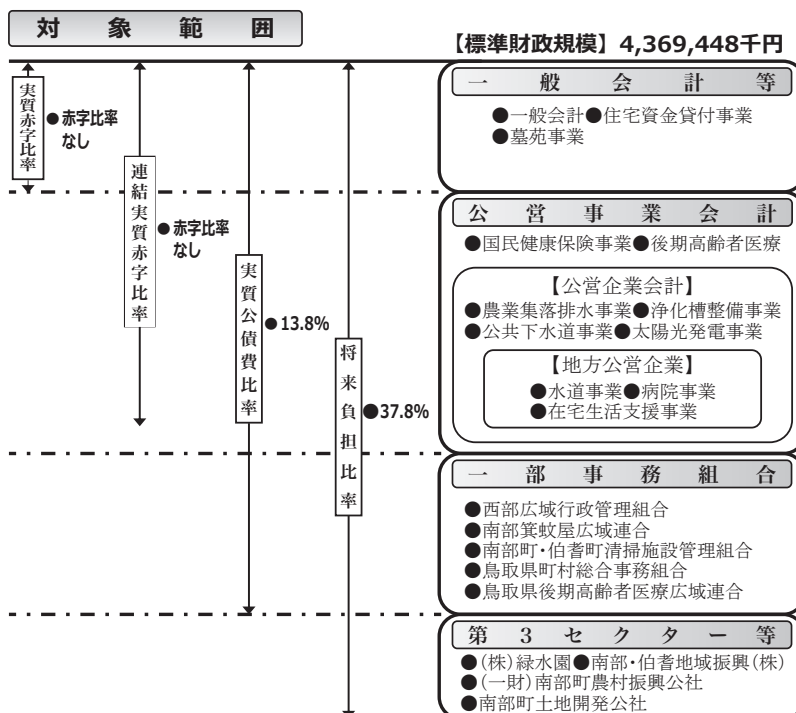 対象範囲
【標準財政規模】4,369,448千円
実質赤字比率
●赤字比率
なし
連結実質赤字比率
●赤字比率
なし
実質公債費比率
●13.8%
将来負担比率
●37.8%
一般会計等
●一般会計●住宅資金貸付事業
●墓苑事業
公営事業会計
●国民健康保険事業●後期高齢者医療
【公営企業会計】
●農業集落排水事業●浄化槽整備事業
●公共下水道事業●太陽光発電事業
【地方公営企業】
●水道事業●病院事業
●在宅生活支援事業
一部事務組合
●西部広域行政管理組合
●南部箕蚊屋広域連合
●南部町・伯耆町清掃施設管理組合
●鳥取県町村総合事務組合
●鳥取県後期高齢者医療広域連合
第3セクター等
●(株)緑水園●南部・伯耆地域振興(株)
●(一財)南部町農村振興公社
●南部町土地開発公社